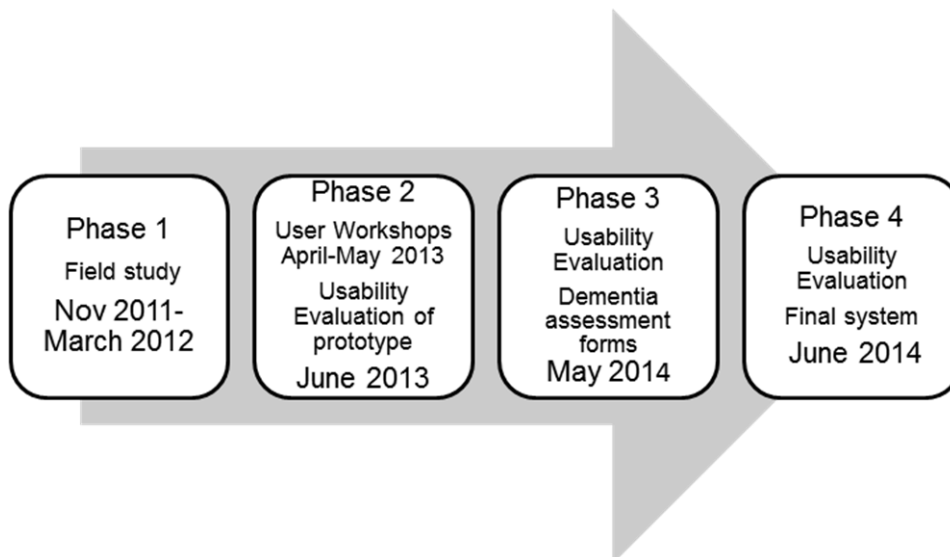 Phase 1
Field study
Nov 2011-
March 2012
Phase 2
User Workshops
April-May 2013
Usability
Evaluation of
prototype
June 2013
Phase 3
Usability
Evaluation
Dementia
assessment
forms
May 2014
Phase 4
Usability
Evaluation
Final system
June 2014